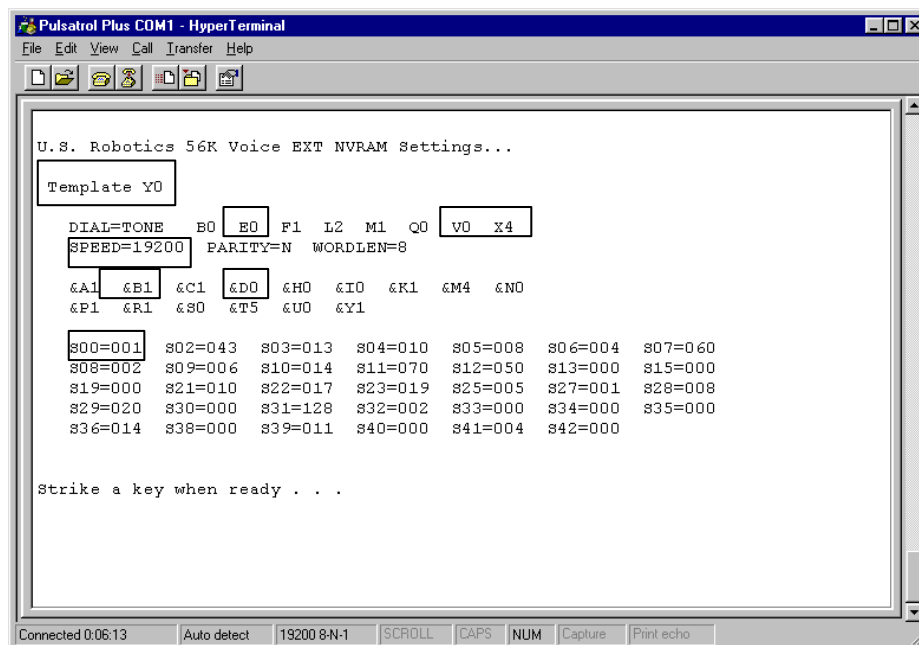 Pulsatrol Plus COM1 - HyperTerminal
File Edit View Call Transfer Help
U.S. Robotics 56K Voice EXT NVRAM Settings...
Template Y0
DIAL=TONE B0 E0 F1 L2 M1 Q0 V0 X4
SPEED=19200 PARITY=N WORDLEN=8
&A1 &B1 &C1 &D0 &H0 &I0 &K1 &M4 &N0
&P1 &R1 &S0 &T5 &U0 &Y1
S00=001 S02=043 S03=013 S04=010 S05=008 S06=004 S07=060
S08=002 S09=006 S10=014 S11=070 S12=050 S13=000 S15=000
S19=000 S21=010 S22=017 S23=019 S25=005 S27=001 S28=008
S29=020 S30=000 S31=128 S32=002 S33=000 S34=000 S35=000
S36=014 S38=000 S39=011 S40=000 S41=004 S42=000
Strike a key when ready . . .
Connected 0:06:13 Auto detect 19200 8-N-1 SCROLL CAPS NUM Capture Print echo